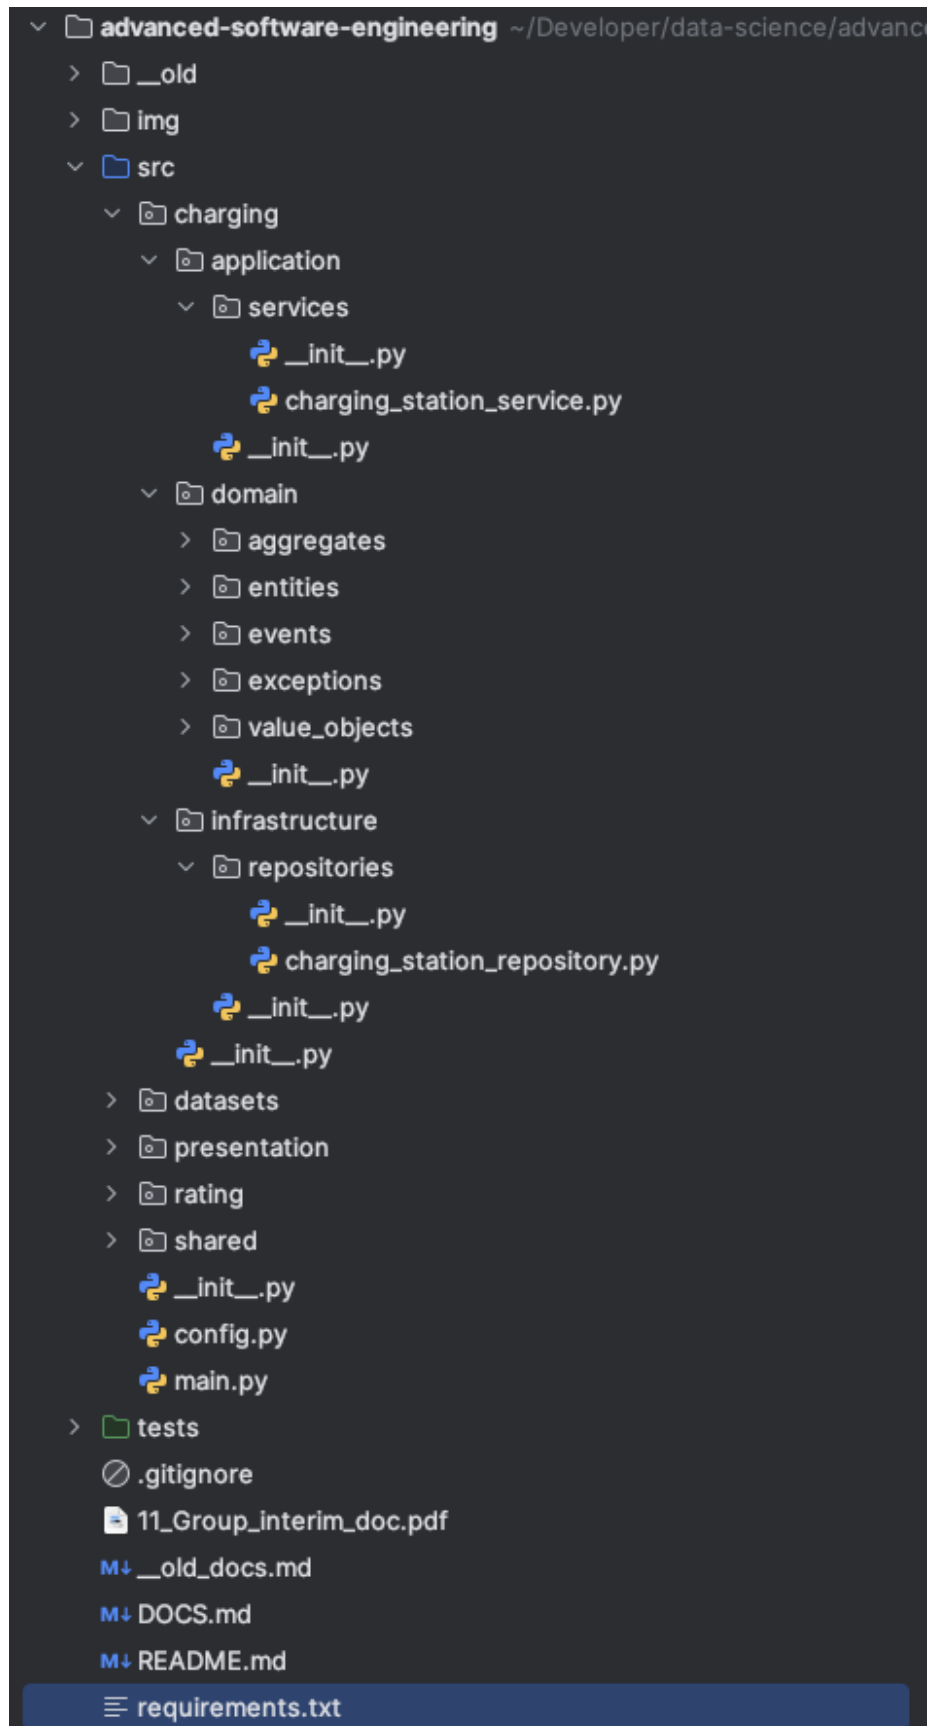 advanced-software-engineering ~/Developer/data-science/advance
__old
img
src
charging
application
services
__init__.py
charging_station_service.py
__init__.py
domain
aggregates
entities
events
exceptions
value_objects
__init__.py
infrastructure
repositories
__init__.py
charging_station_repository.py
__init__.py
__init__.py
datasets
presentation
rating
shared
__init__.py
config.py
main.py
tests
.gitignore
11_Group_interim_doc.pdf
M↓ __old_docs.md
M↓ DOCS.md
M↓ README.md
requirements.txt